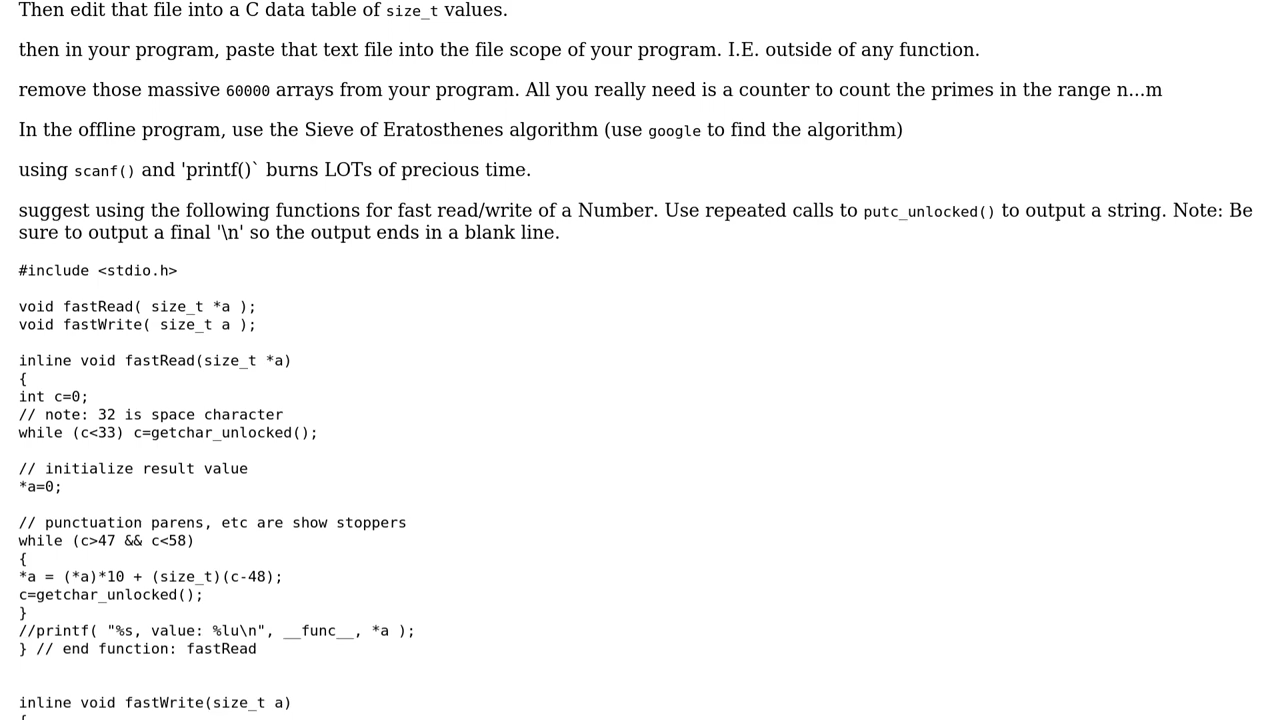 Then edit that file into a C data table of size_t values.
then in your program, paste that text file into the file scope of your program. I.E. outside of any function.
remove those massive 60000 arrays from your program. All you really need is a counter to count the primes in the range n...m
In the offline program, use the Sieve of Eratosthenes algorithm (use google to find the algorithm)
using scanf() and 'printf()` burns LOTs of precious time.
suggest using the following functions for fast read/write of a Number. Use repeated calls to putc_unlocked() to output a string. Note: Be
sure to output a final '\n' so the output ends in a blank line.
#include <stdio.h>
void fastRead( size_t *a );
void fastWrite( size_t a );
inline void fastRead(size_t *a)
{
int c=0;
// note: 32 is space character
while (c<33) c=getchar_unlocked();
// initialize result value
*a=0;
// punctuation parens, etc are show stoppers
while (c>47 && c<58)
{
*a = (*a)*10 + (size_t)(c-48);
c=getchar_unlocked();
}
//printf( "%s, value: %lu\n", __func__, *a );
} // end function: fastRead
inline void fastWrite(size_t a)
{